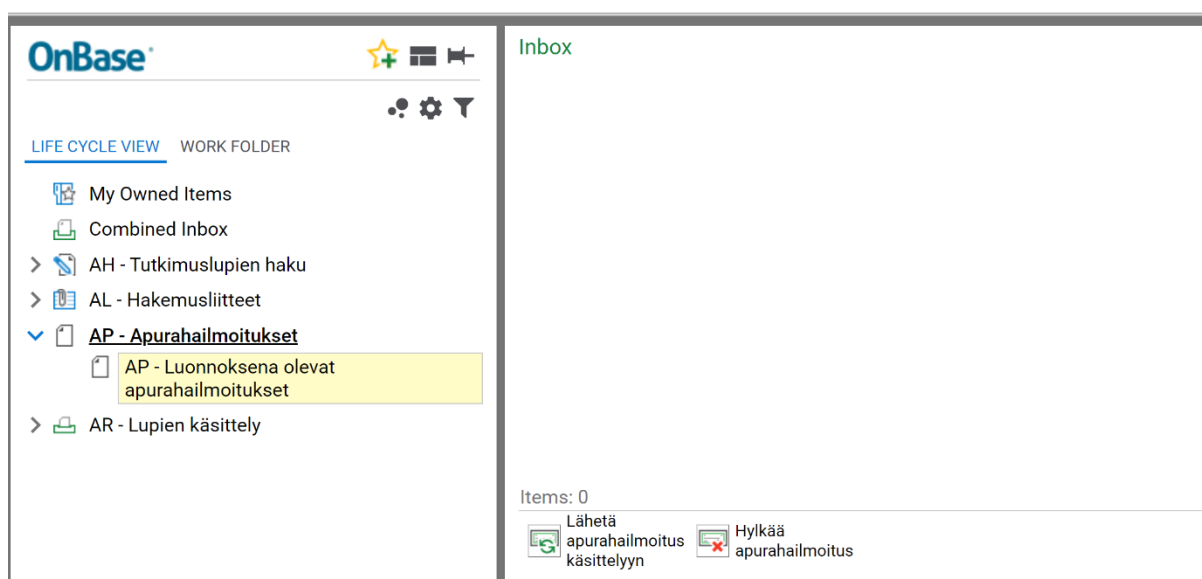 OnBase
LIFE CYCLE VIEW WORK FOLDER
My Owned Items
Combined Inbox
AH - Tutkimuslupien haku
AL - Hakemusliitteet
AP - Apurahailmoitukset
AP - Luonnoksena olevat
apurahailmoitukset
AR - Lupien käsittely
Inbox
Items: 0
Lähetä
apurahailmoitus
käsittelyyn
Hylkää
apurahailmoitus